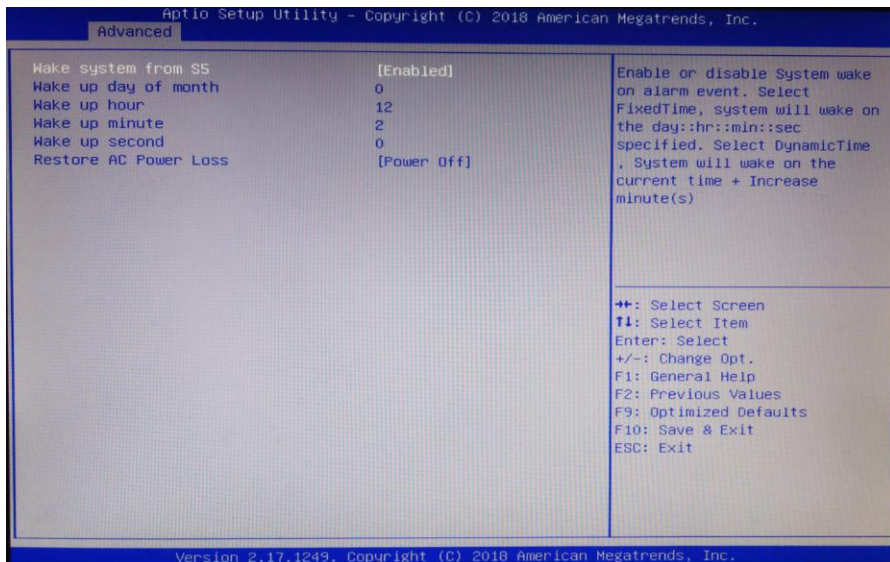 Aptio Setup Utility – Copyright (C) 2018 American Megatrends, Inc.
Advanced
Wake system from S5 [Enabled]
Wake up day of month 0
Wake up hour 12
Wake up minute 2
Wake up second 0
Restore AC Power Loss [Power Off]
Enable or disable System wake
on alarm event. Select
FixedTime, system will wake on
the day::hr::min::sec
specified. Select DynamicTime
, System will wake on the
current time + Increase
minute(s)
→←: Select Screen
↑↓: Select Item
Enter: Select
+/-: Change Opt.
F1: General Help
F2: Previous Values
F9: Optimized Defaults
F10: Save & Exit
ESC: Exit
Version 2.17.1249. Copyright (C) 2018 American Megatrends, Inc.